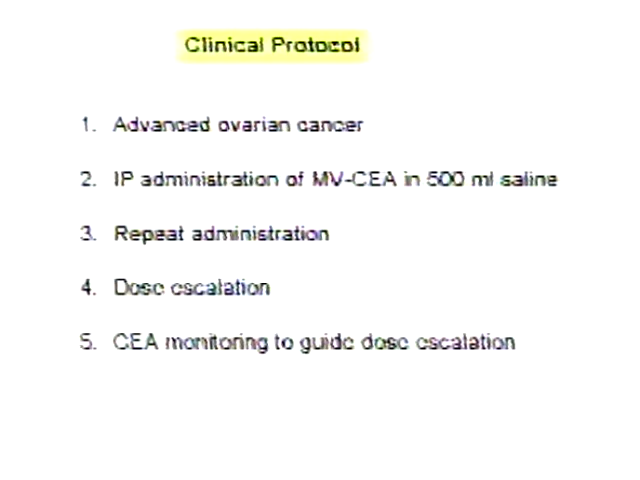 Clinical Protocol
1. Advanced ovarian cancer
2. IP administration of MV-CEA in 500 ml saline
3. Repeat administration
4. Dose escalation
5. CEA monitoring to guide dose escalation